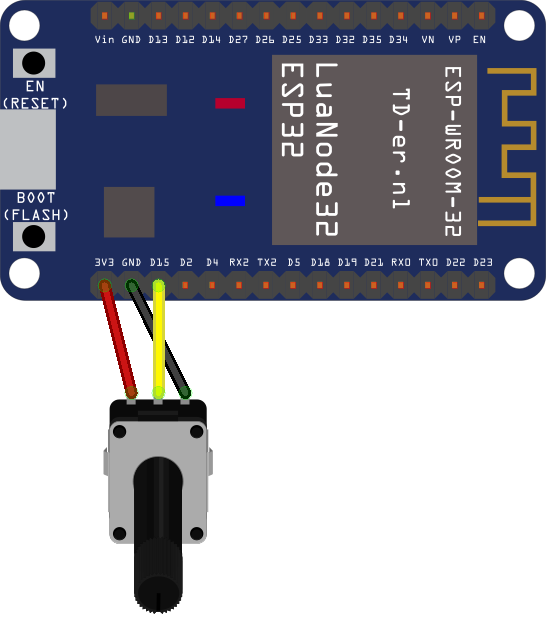 Vin GND D13 D12 D14 D27 D26 D25 D33 D32 D35 D34 VN VP EN
EN
(RESET)
BOOT
(FLASH)
LuaNode32
ESP32
TD-er.nl
ESP-WROOM-32
3V3 GND D15 D2 D4 RX2 TX2 D5 D18 D19 D21 RX0 TX0 D22 D23